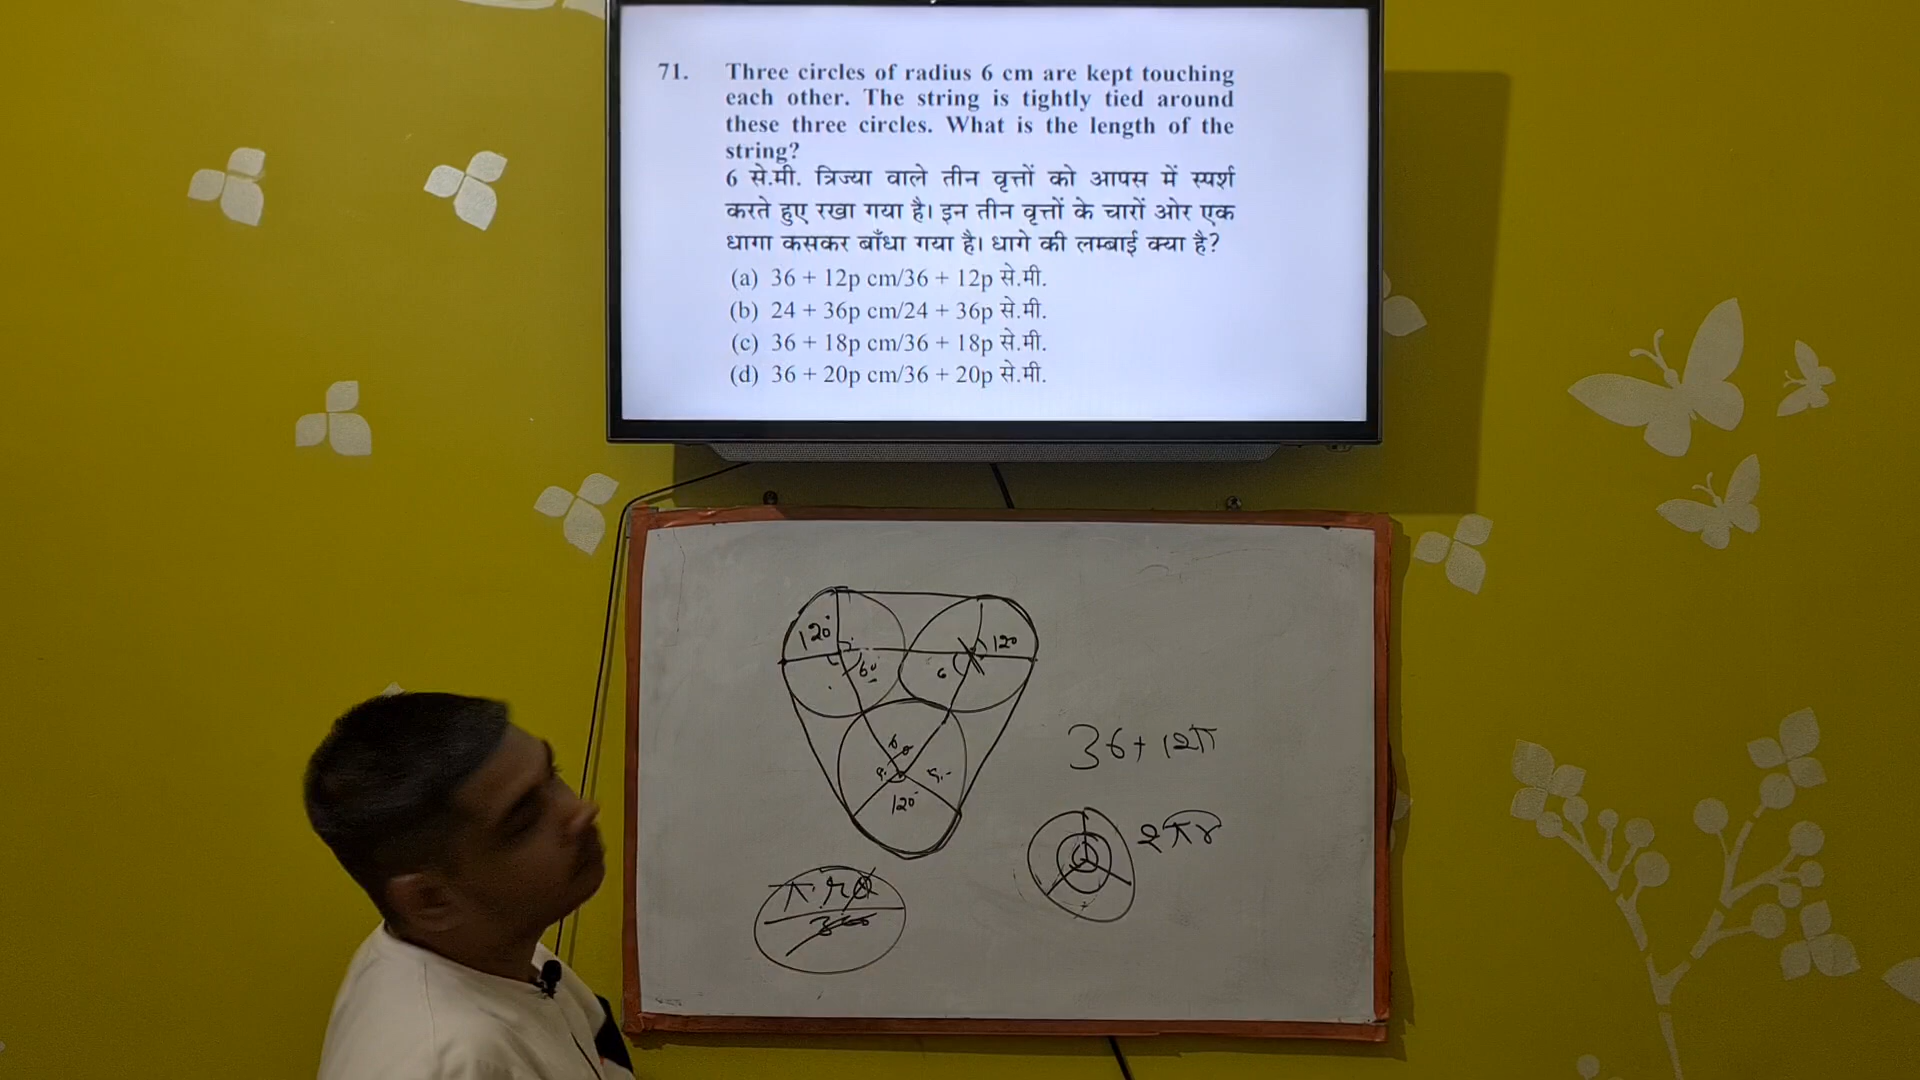 71. Three circles of radius 6 cm are kept touching
each other. The string is tightly tied around
these three circles. What is the length of the
string?
6 से.मी. त्रिज्या वाले तीन वृत्तों को आपस में स्पर्श
करते हुए रखा गया है। इन तीन वृत्तों के चारों ओर एक
धागा कसकर बाँधा गया है। धागे की लम्बाई क्या है?
(a) 36 + 12p cm/36 + 12p से.मी.
(b) 24 + 36p cm/24 + 36p से.मी.
(c) 36 + 18p cm/36 + 18p से.मी.
(d) 36 + 20p cm/36 + 20p से.मी.
120°
120
60
6
60
120°
36 + 12π
2πr